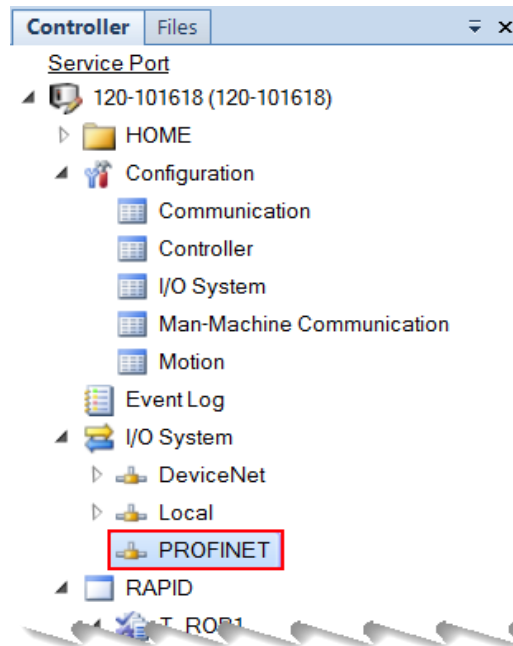 Controller Files
Service Port
120-101618 (120-101618)
HOME
Configuration
Communication
Controller
I/O System
Man-Machine Communication
Motion
Event Log
I/O System
DeviceNet
Local
PROFINET
RAPID